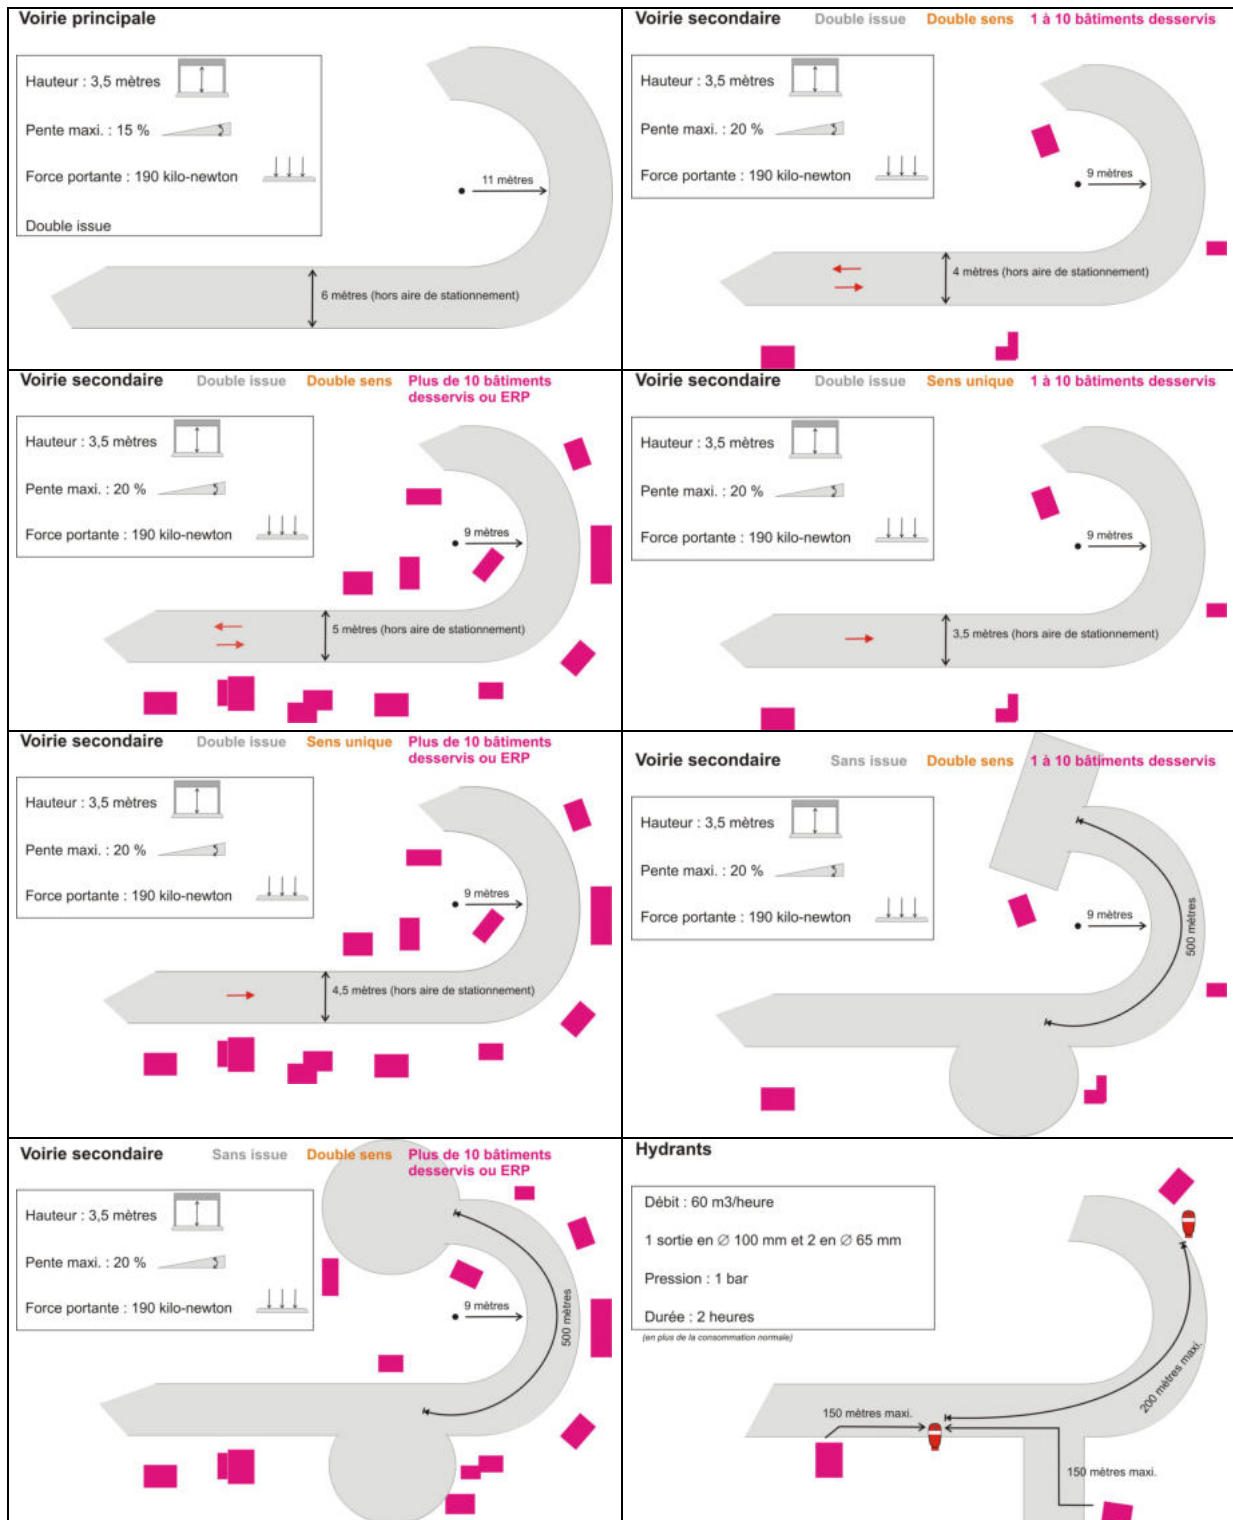 Voirie principale
Hauteur : 3,5 mètres
Pente maxi. : 15 %
Force portante : 190 kilo-newton
Double issue
11 mètres
6 mètres (hors aire de stationnement)
Voirie secondaire Double issue Double sens 1 à 10 bâtiments desservis
Hauteur : 3,5 mètres
Pente maxi. : 20 %
Force portante : 190 kilo-newton
9 mètres
4 mètres (hors aire de stationnement)
Voirie secondaire Double issue Double sens Plus de 10 bâtiments
desservis ou ERP
Hauteur : 3,5 mètres
Pente maxi. : 20 %
Force portante : 190 kilo-newton
9 mètres
5 mètres (hors aire de stationnement)
Voirie secondaire Double issue Sens unique 1 à 10 bâtiments desservis
Hauteur : 3,5 mètres
Pente maxi. : 20 %
Force portante : 190 kilo-newton
9 mètres
3,5 mètres (hors aire de stationnement)
Voirie secondaire Double issue Sens unique Plus de 10 bâtiments
desservis ou ERP
Hauteur : 3,5 mètres
Pente maxi. : 20 %
Force portante : 190 kilo-newton
9 mètres
4,5 mètres (hors aire de stationnement)
Voirie secondaire Sans issue Double sens 1 à 10 bâtiments desservis
Hauteur : 3,5 mètres
Pente maxi. : 20 %
Force portante : 190 kilo-newton
9 mètres
500 mètres
Voirie secondaire Sans issue Double sens Plus de 10 bâtiments
desservis ou ERP
Hauteur : 3,5 mètres
Pente maxi. : 20 %
Force portante : 190 kilo-newton
9 mètres
500 mètres
Hydrants
Débit : 60 m3/heure
1 sortie en ∅ 100 mm et 2 en ∅ 65 mm
Pression : 1 bar
Durée : 2 heures
(en plus de la consommation normale)
200 mètres maxi.
150 mètres maxi.
150 mètres maxi.